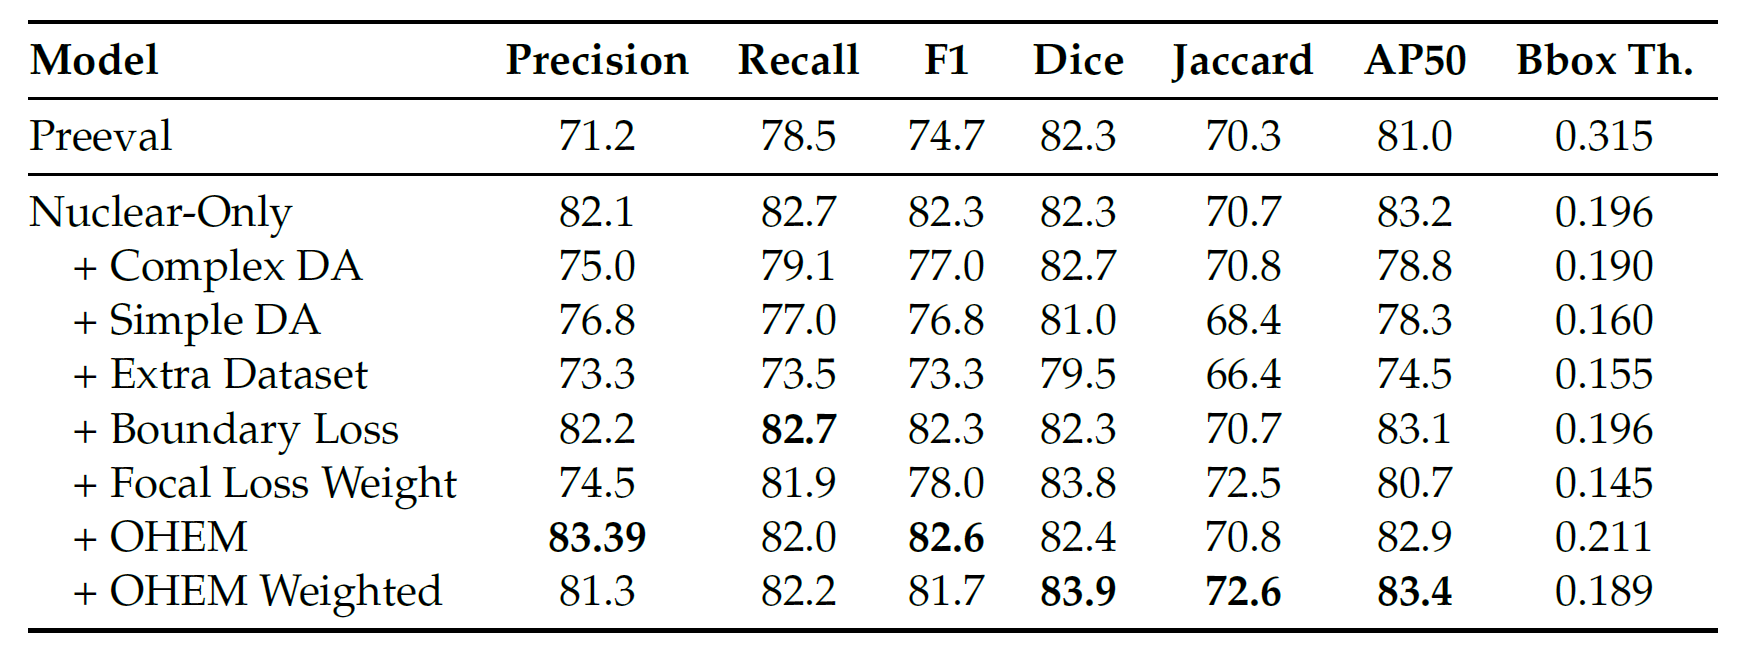 Model Precision Recall F1 Dice Jaccard AP50 Bbox Th.
Preeval 71.2 78.5 74.7 82.3 70.3 81.0 0.315
Nuclear-Only 82.1 82.7 82.3 82.3 70.7 83.2 0.196
+ Complex DA 75.0 79.1 77.0 82.7 70.8 78.8 0.190
+ Simple DA 76.8 77.0 76.8 81.0 68.4 78.3 0.160
+ Extra Dataset 73.3 73.5 73.3 79.5 66.4 74.5 0.155
+ Boundary Loss 82.2 82.7 82.3 82.3 70.7 83.1 0.196
+ Focal Loss Weight 74.5 81.9 78.0 83.8 72.5 80.7 0.145
+ OHEM 83.39 82.0 82.6 82.4 70.8 82.9 0.211
+ OHEM Weighted 81.3 82.2 81.7 83.9 72.6 83.4 0.189